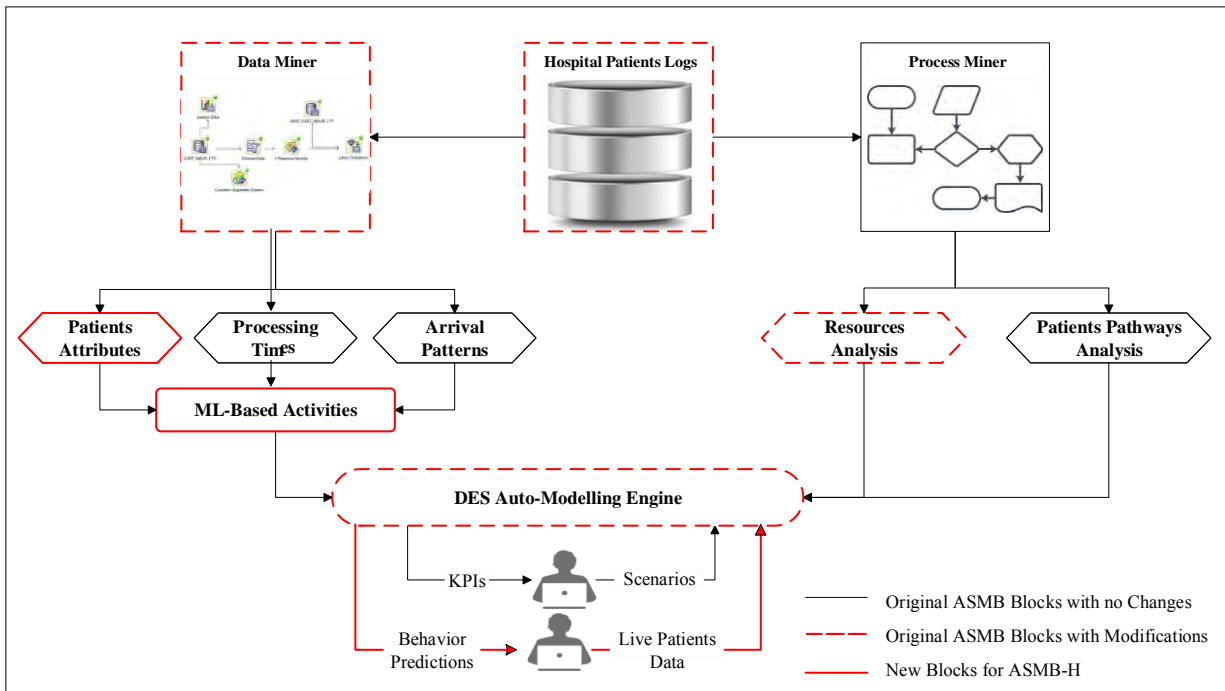 Data Miner
Hospital Patients Logs
Process Miner
Patients
Attributes
Processing
Times
Arrival
Patterns
Resources
Analysis
Patients Pathways
Analysis
ML-Based Activities
DES Auto-Modelling Engine
KPIs
Scenarios
Behavior
Predictions
Live Patients
Data
Original ASMB Blocks with no Changes
Original ASMB Blocks with Modifications
New Blocks for ASMB-H